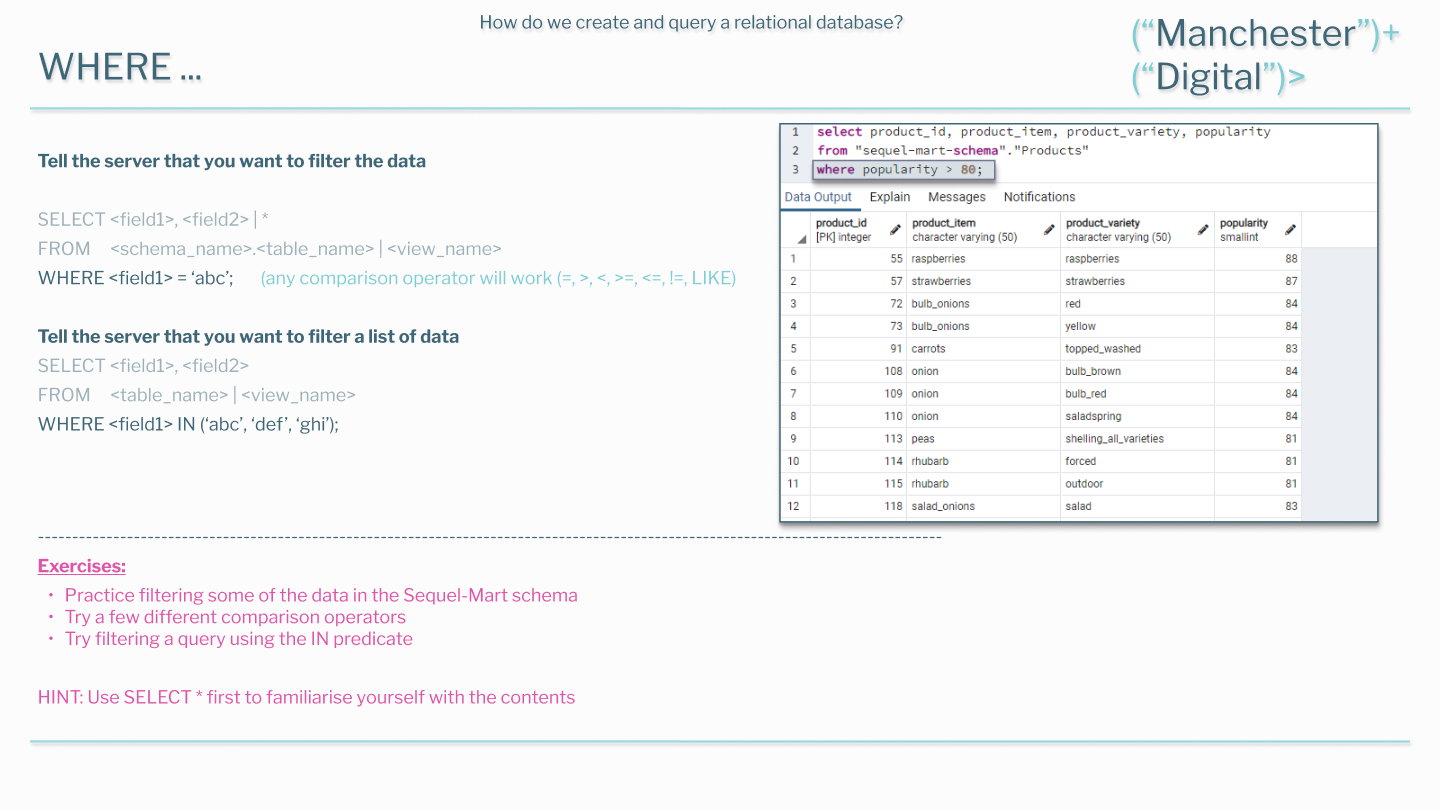 How do we create and query a relational database?
WHERE ...
(“Manchester”)+
(“Digital”)>
Tell the server that you want to filter the data
SELECT <field1>, <field2> | *
FROM <schema_name>.<table_name> | <view_name>
WHERE <field1> = ‘abc’; (any comparison operator will work (=, >, <, >=, <=, !=, LIKE)
Tell the server that you want to filter a list of data
SELECT <field1>, <field2>
FROM <table_name> | <view_name>
WHERE <field1> IN (‘abc’, ‘def’, ‘ghi’);
1 select product_id, product_item, product_variety, popularity
2 from "sequel-mart-schema"."Products"
3 where popularity > 80;
Data Output Explain Messages Notifications
product_id product_item product_variety popularity
[PK] integer character varying (50) character varying (50) smallint
1 55 raspberries raspberries 88
2 57 strawberries strawberries 87
3 72 bulb_onions red 84
4 73 bulb_onions yellow 84
5 91 carrots topped_washed 83
6 108 onion bulb_brown 84
7 109 onion bulb_red 84
8 110 onion saladspring 84
9 113 peas shelling_all_varieties 81
10 114 rhubarb forced 81
11 115 rhubarb outdoor 81
12 118 salad_onions salad 83
Exercises:
• Practice filtering some of the data in the Sequel-Mart schema
• Try a few different comparison operators
• Try filtering a query using the IN predicate
HINT: Use SELECT * first to familiarise yourself with the contents